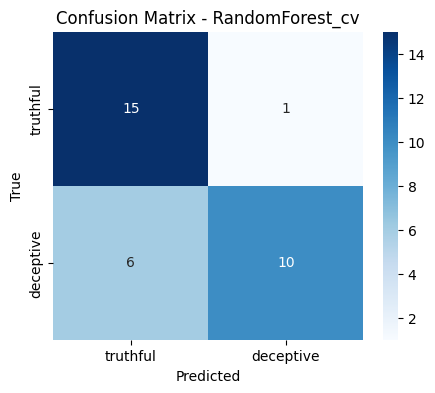 Confusion Matrix - RandomForest_cv
truthful
15
1
14
12
10
8
6
4
2
True
deceptive
6
10
truthful
deceptive
Predicted